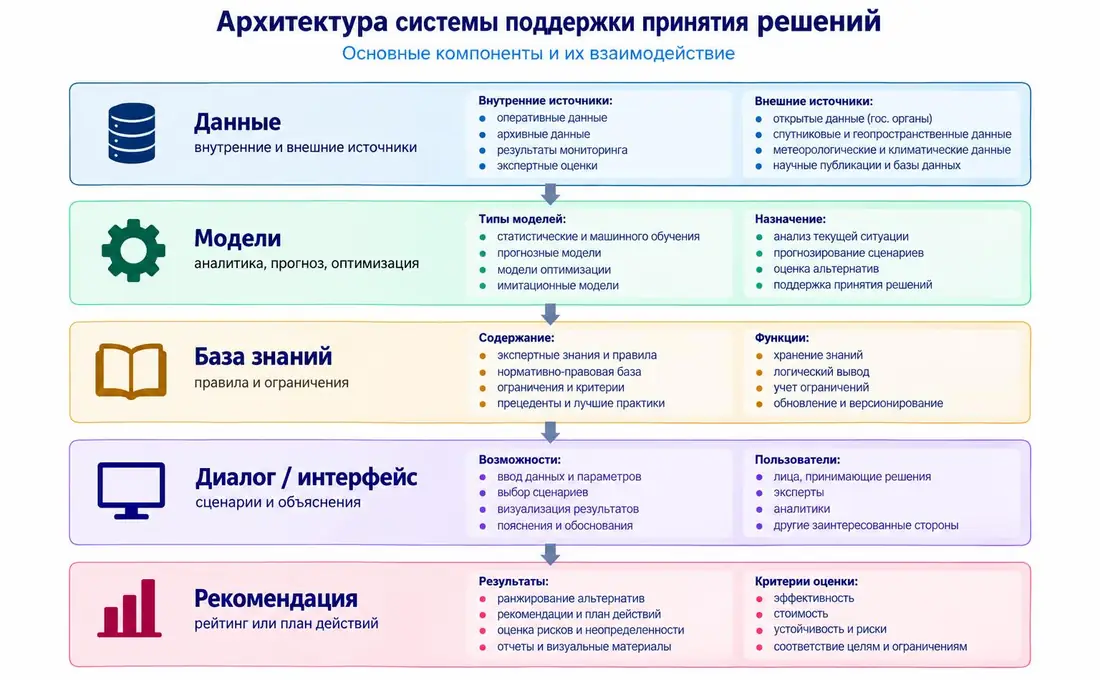 Архитектура системы поддержки принятия решений
Основные компоненты и их взаимодействие
Данные
внутренние и внешние источники
Внутренние источники:
оперативные данные
архивные данные
результаты мониторинга
экспертные оценки
Внешние источники:
открытые данные (гос. органы)
спутниковые и геопространственные данные
метеорологические и климатические данные
научные публикации и базы данных
Модели
аналитика, прогноз, оптимизация
Типы моделей:
статистические и машинного обучения
прогнозные модели
модели оптимизации
имитационные модели
Назначение:
анализ текущей ситуации
прогнозирование сценариев
оценка альтернатив
поддержка принятия решений
База знаний
правила и ограничения
Содержание:
экспертные знания и правила
нормативно-правовая база
ограничения и критерии
прецеденты и лучшие практики
Функции:
хранение знаний
логический вывод
учет ограничений
обновление и версионирование
Диалог / интерфейс
сценарии и объяснения
Возможности:
ввод данных и параметров
выбор сценариев
визуализация результатов
пояснения и обоснования
Пользователи:
лица, принимающие решения
эксперты
аналитики
другие заинтересованные стороны
Рекомендация
рейтинг или план действий
Результаты:
ранжирование альтернатив
рекомендации и план действий
оценка рисков и неопределенности
отчеты и визуальные материалы
Критерии оценки:
эффективность
стоимость
устойчивость и риски
соответствие целям и ограничениям